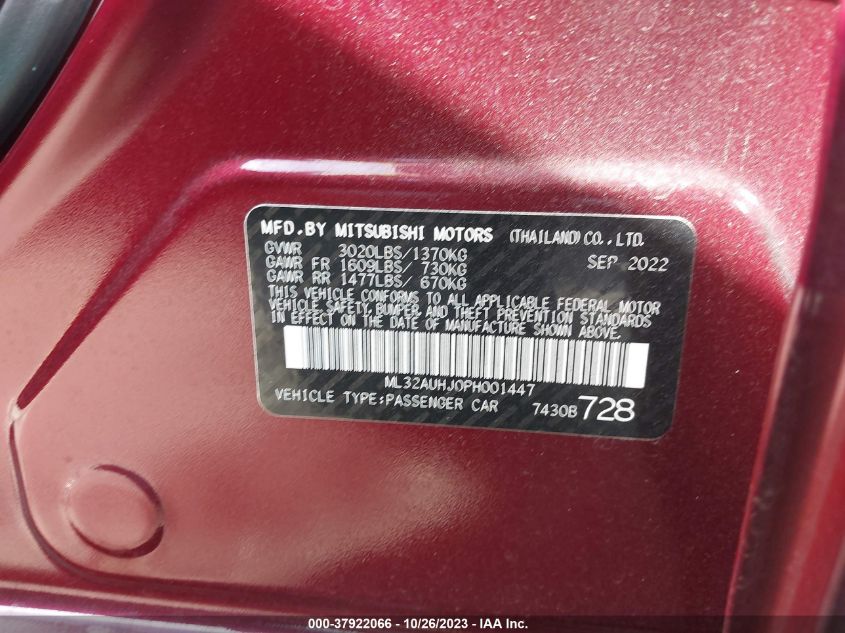 MFD.BY MITSUBISHI MOTORS (THAILAND)CO.,LTD.
GVWR 3020LBS/1370KG SEP 2022
GAWR FR 1609LBS/ 730KG
GAWR RR 1477LBS/ 670KG
THIS VEHICLE CONFORMS TO ALL APPLICABLE FEDERAL MOTOR
VEHICLE SAFETY, BUMPER, AND THEFT PREVENTION STANDARDS
IN EFFECT ON THE DATE OF MANUFACTURE SHOWN ABOVE.
ML32AUHJ0PH001447
VEHICLE TYPE:PASSENGER CAR 7430B 728
000-37922066 - 10/26/2023 - IAA, Inc.